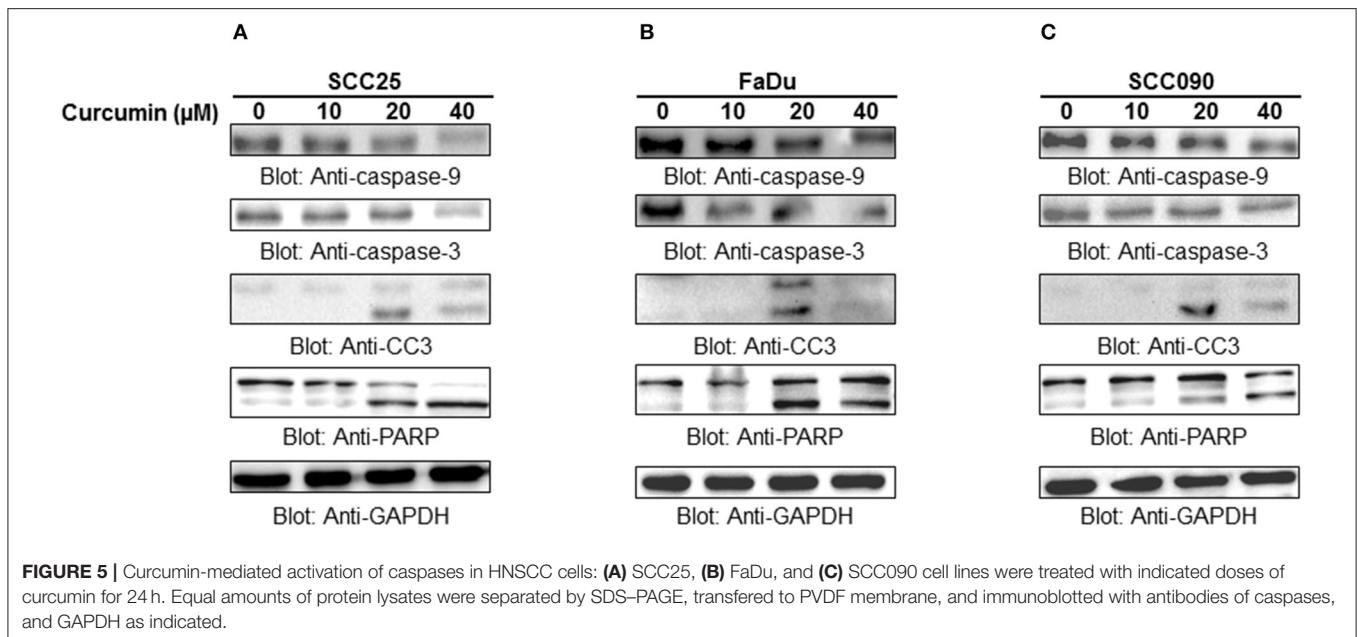 A
SCC25
Curcumin (µM) 0 10 20 40
Blot: Anti-caspase-9
Blot: Anti-caspase-3
Blot: Anti-CC3
Blot: Anti-PARP
Blot: Anti-GAPDH
B
FaDu
0 10 20 40
Blot: Anti-caspase-9
Blot: Anti-caspase-3
Blot: Anti-CC3
Blot: Anti-PARP
Blot: Anti-GAPDH
C
SCC090
0 10 20 40
Blot: Anti-caspase-9
Blot: Anti-caspase-3
Blot: Anti-CC3
Blot: Anti-PARP
Blot: Anti-GAPDH
FIGURE 5 | Curcumin-mediated activation of caspases in HNSCC cells: (A) SCC25, (B) FaDu, and (C) SCC090 cell lines were treated with indicated doses of
curcumin for 24 h. Equal amounts of protein lysates were separated by SDS–PAGE, transfered to PVDF membrane, and immunoblotted with antibodies of caspases,
and GAPDH as indicated.